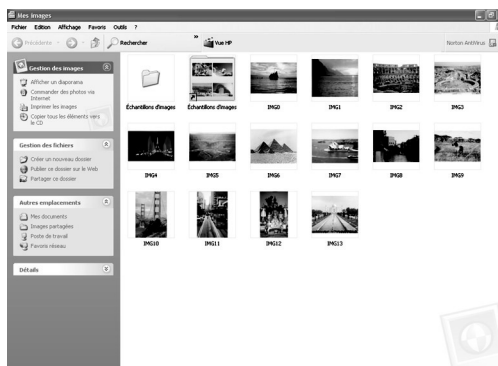 Mes Images
Fichier Edition Affichage Favoris Outils ?
Précédente Rechercher » Vue HP Norton AntiVirus
Gestion des images
Afficher un diaporama
Commander des photos via
Internet
Imprimer les images
Copier tous les éléments vers
le CD
Gestion des fichiers
Créer un nouveau dossier
Publier ce dossier sur le Web
Partager ce dossier
Autres emplacements
Mes documents
Images partagées
Poste de travail
Favoris réseau
Détails
Échantillons d'images Échantillons d'images IMG0 IMG1 IMG2 IMG3
IMG4 IMG5 IMG6 IMG7 IMG8 IMG9
IMG10 IMG11 IMG12 IMG13